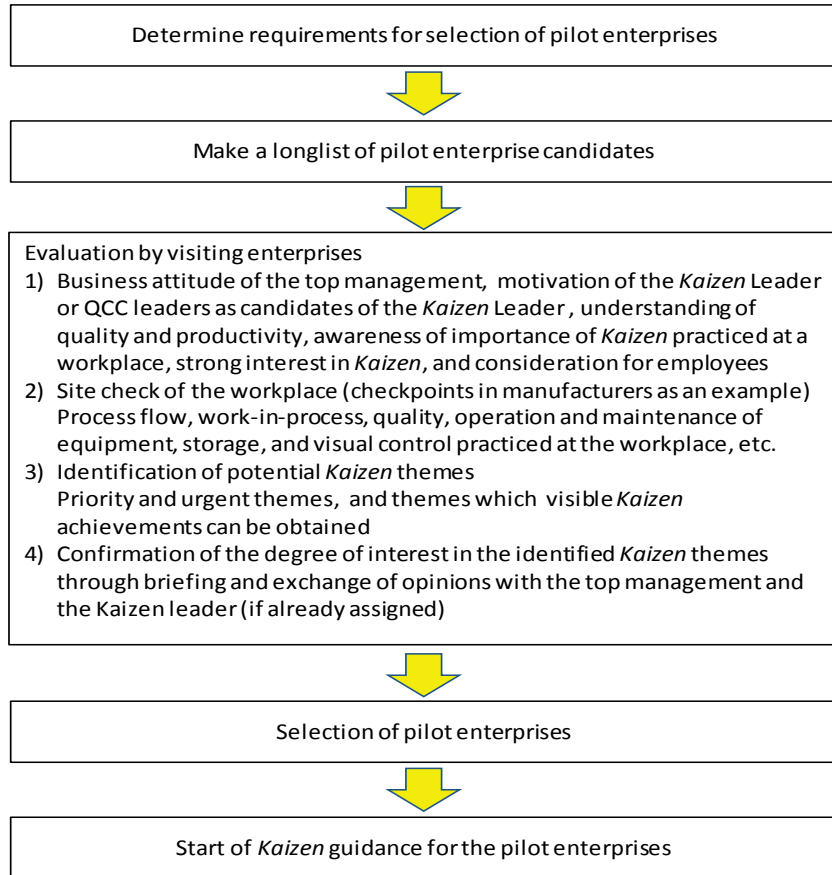 Determine requirements for selection of pilot enterprises
Make a longlist of pilot enterprise candidates
Evaluation by visiting enterprises
1) Business attitude of the top management, motivation of the Kaizen Leader
or QCC leaders as candidates of the Kaizen Leader , understanding of
quality and productivity, awareness of importance of Kaizen practiced at a
workplace, strong interest in Kaizen, and consideration for employees
2) Site check of the workplace (checkpoints in manufacturers as an example)
Process flow, work-in-process, quality, operation and maintenance of
equipment, storage, and visual control practiced at the workplace, etc.
3) Identification of potential Kaizen themes
Priority and urgent themes, and themes which visible Kaizen
achievements can be obtained
4) Confirmation of the degree of interest in the identified Kaizen themes
through briefing and exchange of opinions with the top management and
the Kaizen leader (if already assigned)
Selection of pilot enterprises
Start of Kaizen guidance for the pilot enterprises